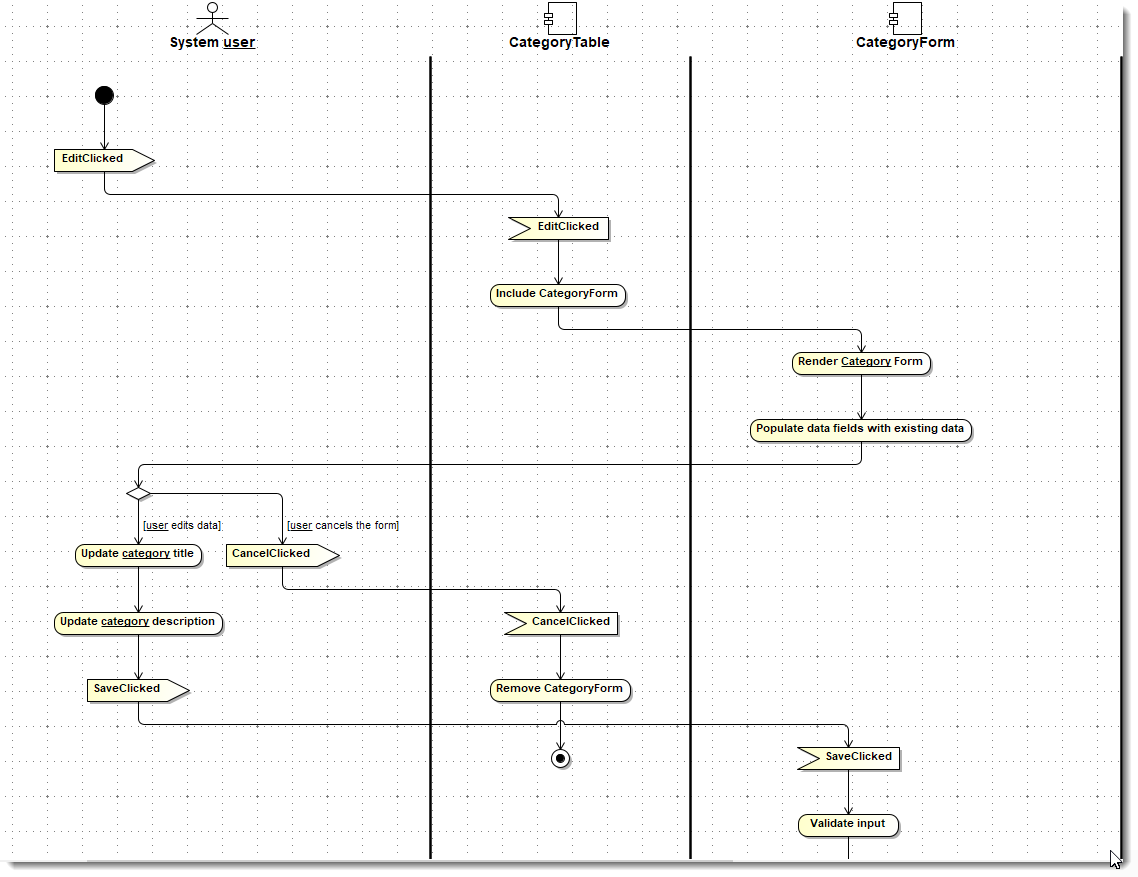 System user
CategoryTable
CategoryForm
EditClicked
EditClicked
Include CategoryForm
Render Category Form
Populate data fields with existing data
[user edits data]
[user cancels the form]
Update category title
CancelClicked
Update category description
CancelClicked
SaveClicked
Remove CategoryForm
SaveClicked
Validate input